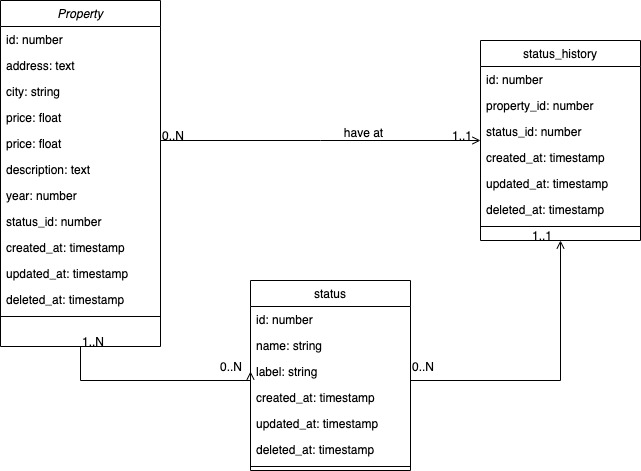 Property
id: number
address: text
city: string
price: float
price: float
description: text
year: number
status_id: number
created_at: timestamp
updated_at: timestamp
deleted_at: timestamp
0..N
have at
1..1
status_history
id: number
property_id: number
status_id: number
created_at: timestamp
updated_at: timestamp
deleted_at: timestamp
1..1
1..N
0..N
status
id: number
name: string
label: string
created_at: timestamp
updated_at: timestamp
deleted_at: timestamp
0..N